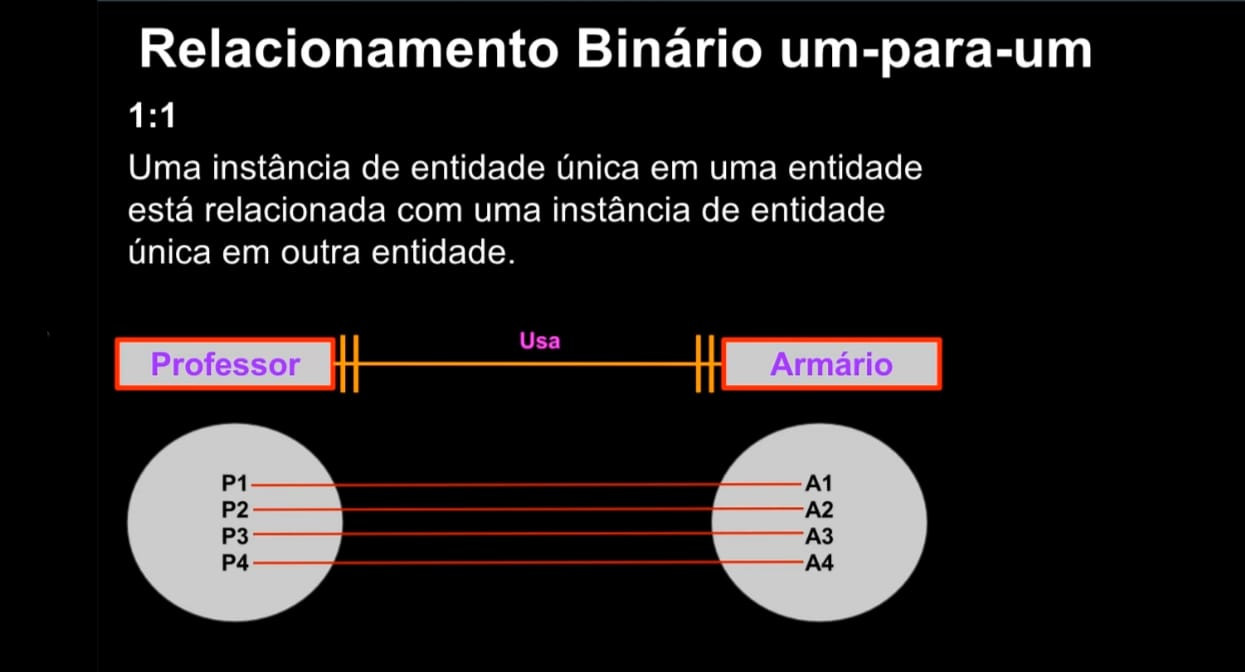 Relacionamento Binário um-para-um
1:1
Uma instância de entidade única em uma entidade
está relacionada com uma instância de entidade
única em outra entidade.
Usa
Professor
Armário
P1
A1
P2
A2
P3
A3
P4
A4